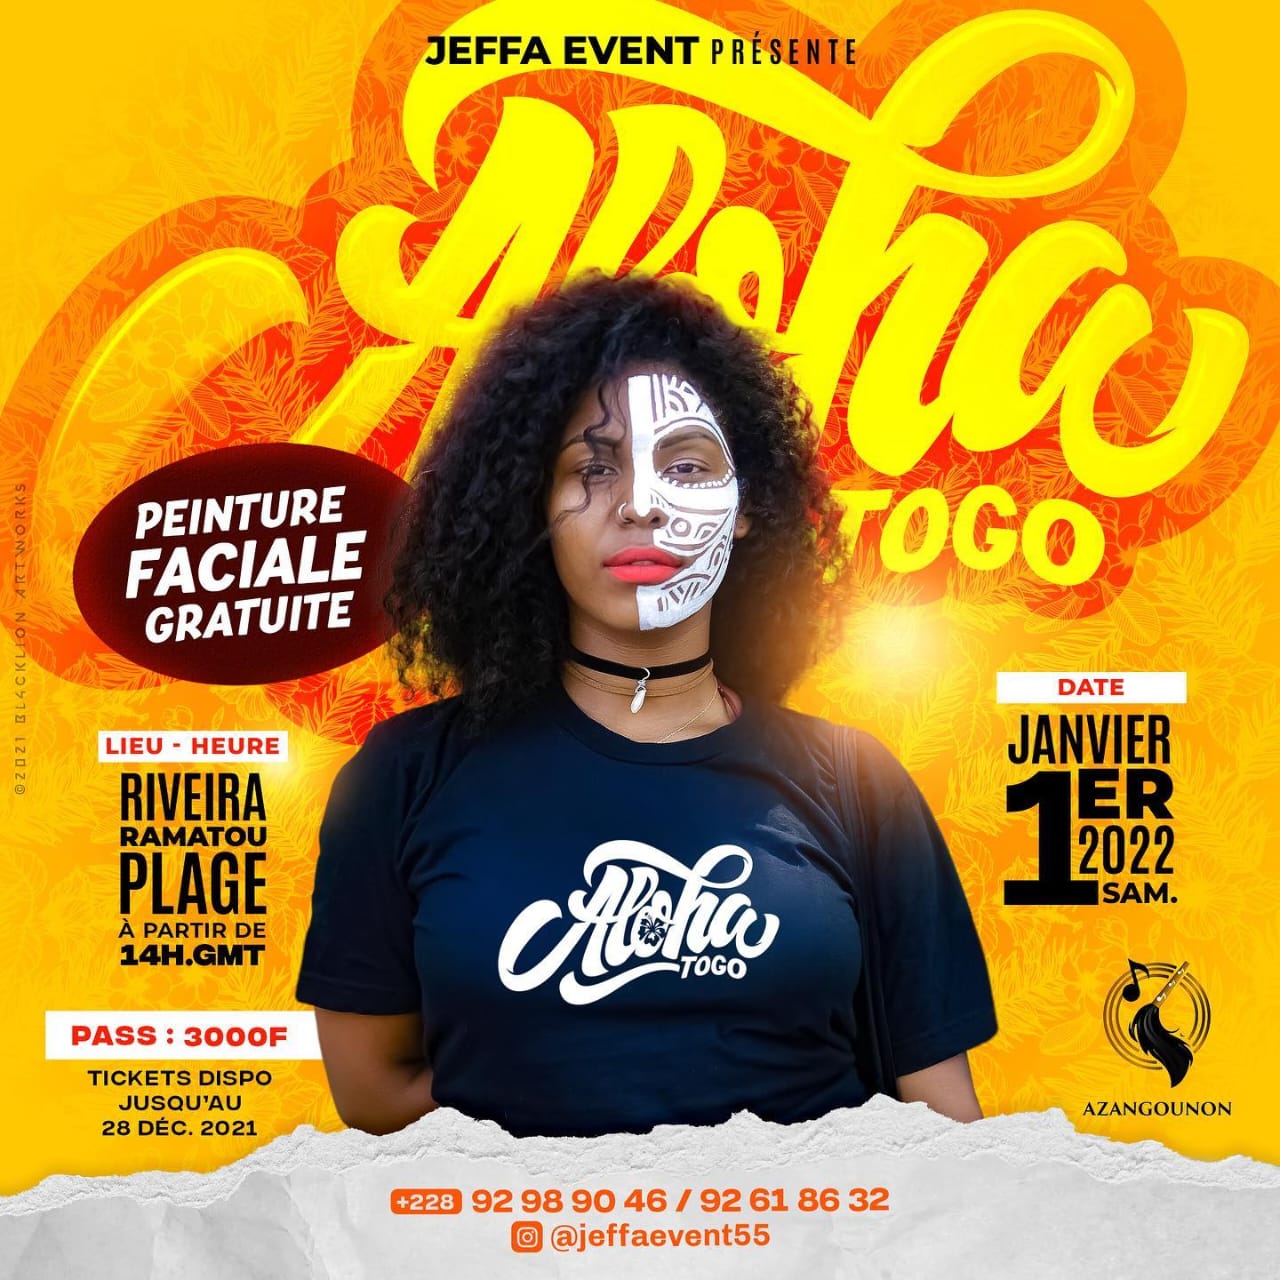 JEFFA EVENT PRÉSENTE
Aloha
TOGO
PEINTURE
FACIALE
GRATUITE
©2021 BL4CKLION ARTWORKS
LIEU - HEURE
RIVEIRA
RAMATOU
PLAGE
À PARTIR DE
14H.GMT
DATE
JANVIER
1ER
2022
SAM.
Aloha
TOGO
PASS : 3000F
TICKETS DISPO
JUSQU'AU
28 DÉC. 2021
AZANGOUNON
+228 92 98 90 46 / 92 61 86 32
@jeffaevent55